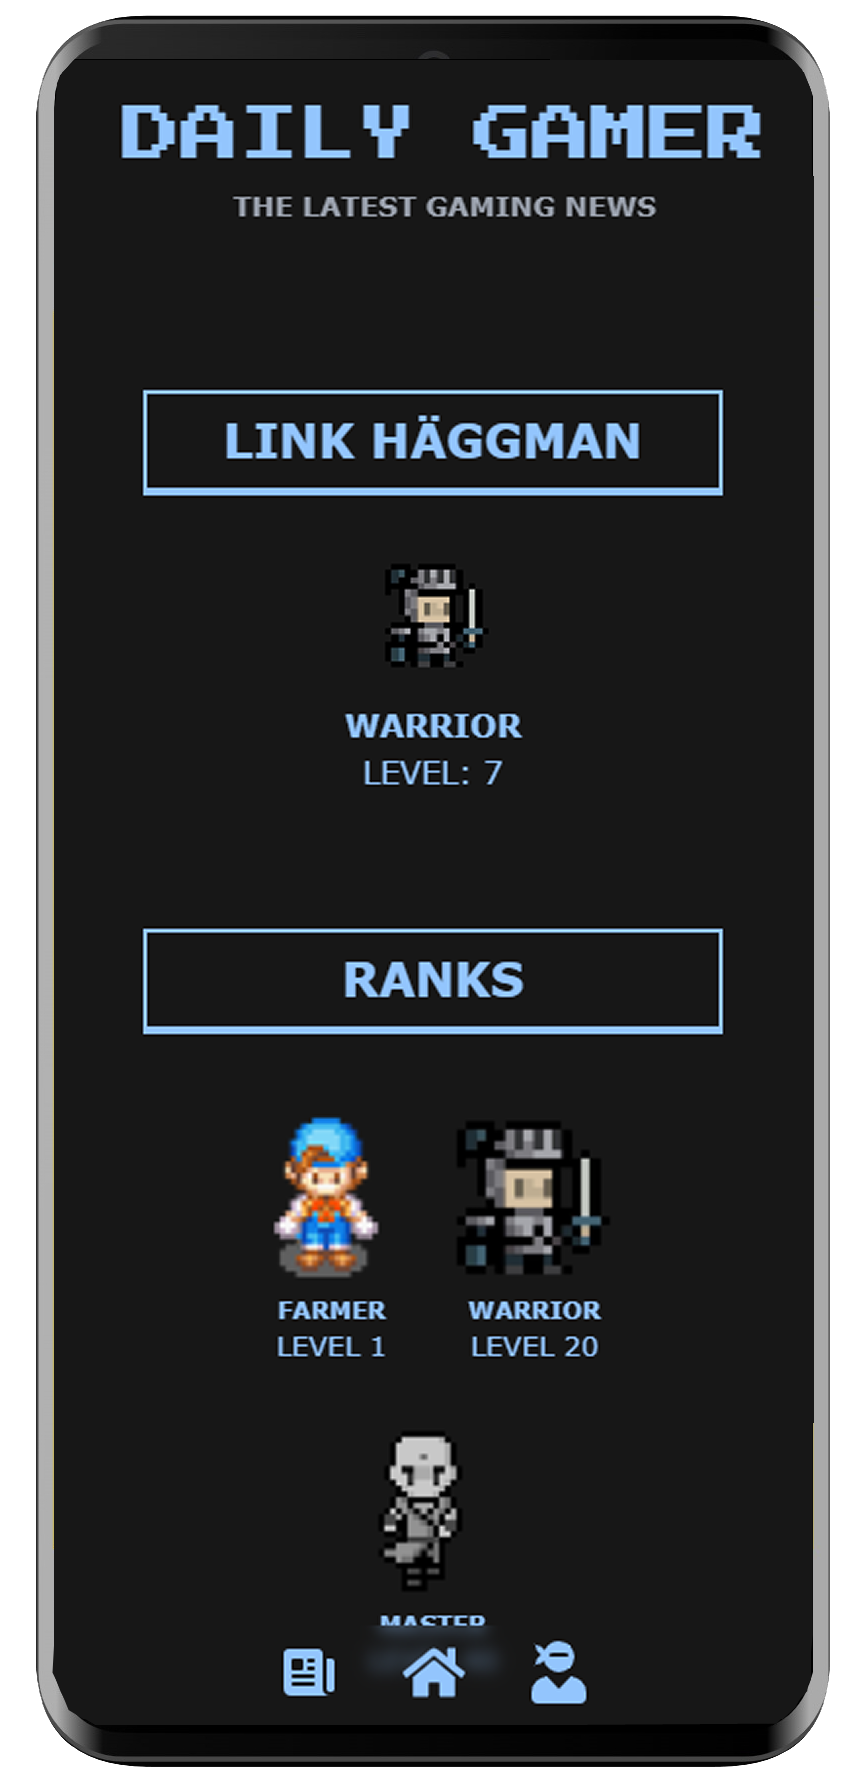 DAILY GAMER
THE LATEST GAMING NEWS
LINK HÄGGMAN
WARRIOR
LEVEL: 7
RANKS
FARMER
LEVEL 1
WARRIOR
LEVEL 20
MASTER